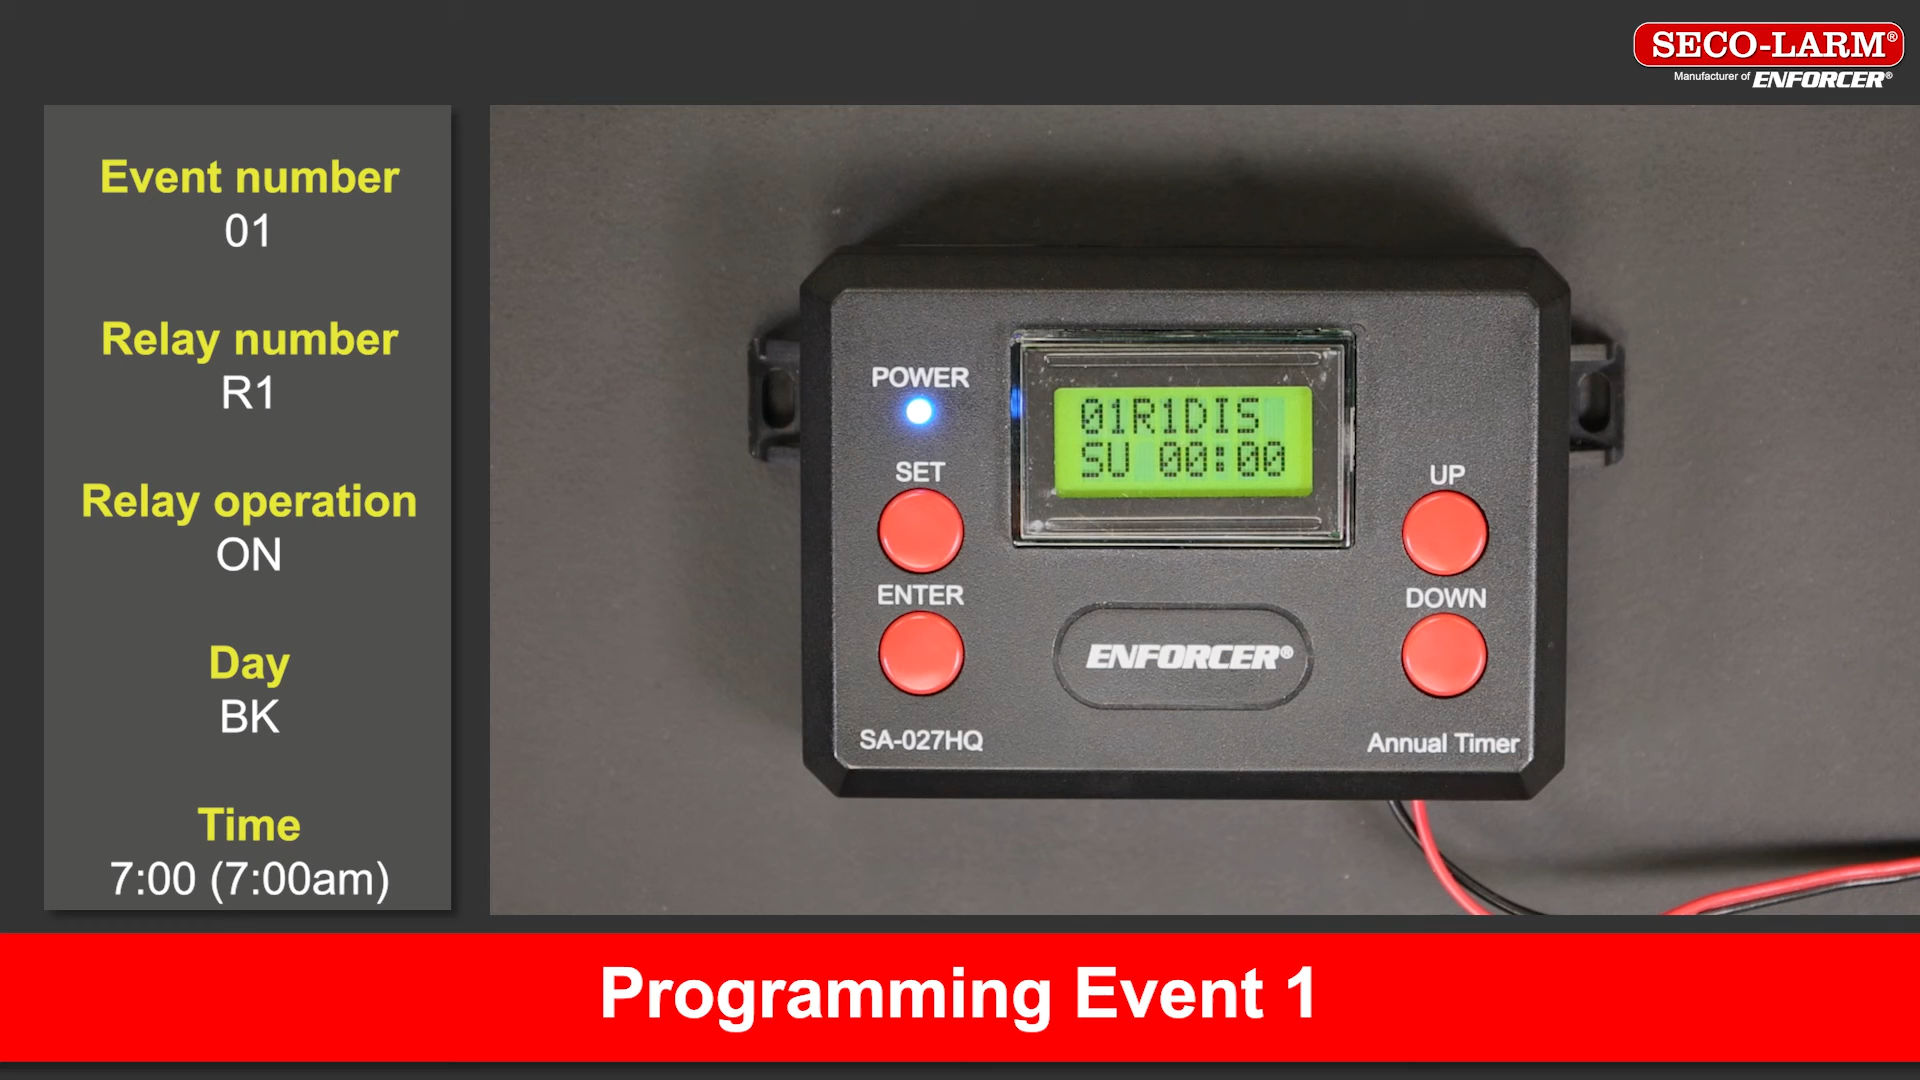 SECO-LARM®
Manufacturer of ENFORCER®
Event number
01
Relay number
R1
Relay operation
ON
Day
BK
Time
7:00 (7:00am)
POWER
01R1DIS
SU 00:00
SET
UP
ENTER
DOWN
ENFORCER®
SA-027HQ
Annual Timer
Programming Event 1